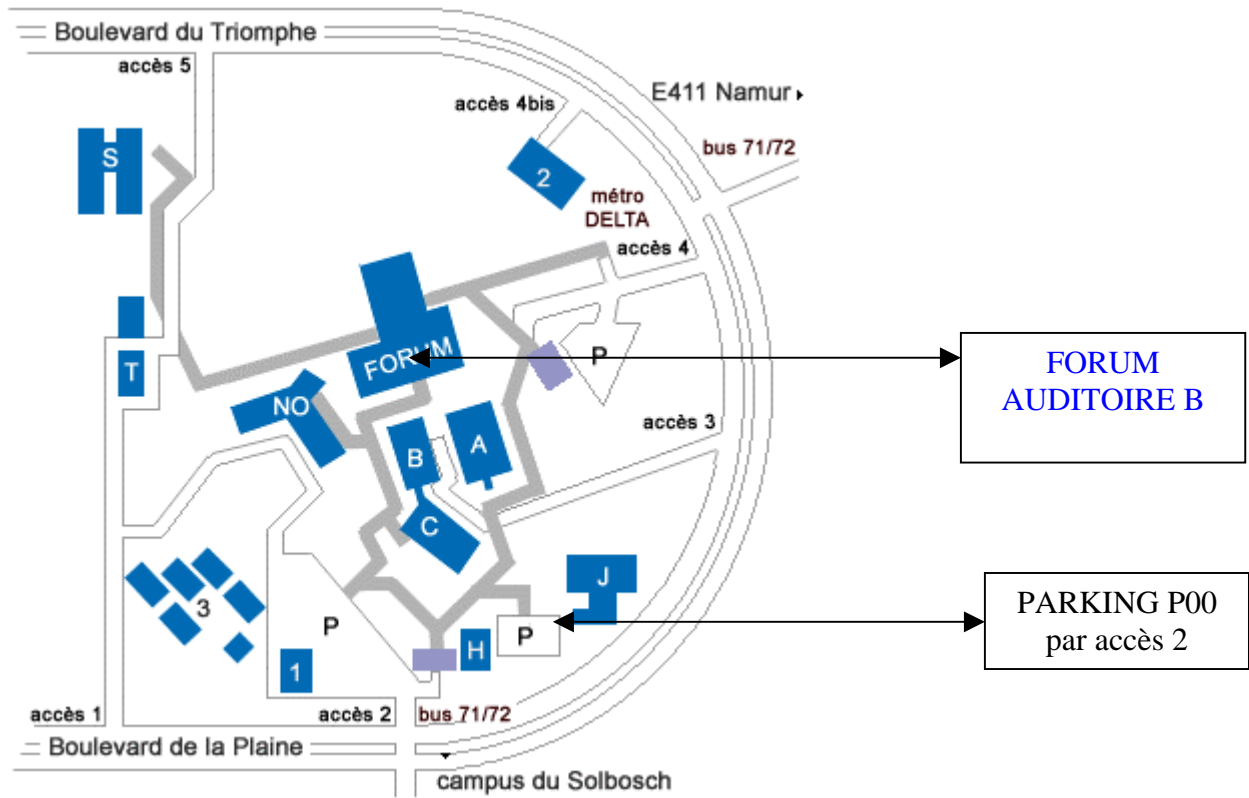 Boulevard du Triomphe
accès 5
accès 4bis
E411 Namur
bus 71/72
S
2
métro
DELTA
accès 4
T
FORUM
P
FORUM
AUDITOIRE B
NO
accès 3
B
A
C
J
3
P
P
H
1
PARKING P00
par accès 2
accès 1
accès 2
bus 71/72
Boulevard de la Plaine
campus du Solbosch